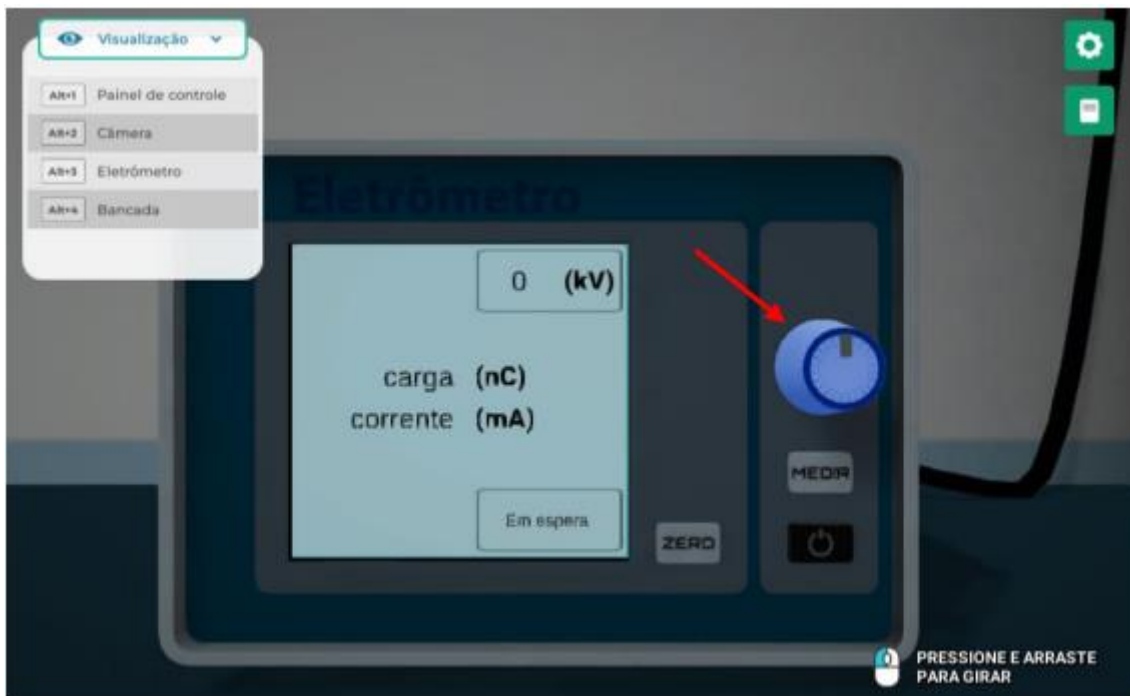 Visualização
Alt+1 Painel de controle
Alt+2 Câmera
Alt+3 Eletrômetro
Alt+4 Bancada
Eletrômetro
0 (kV)
carga (nC)
corrente (mA)
Em espera
ZERO
MEDIR
PRESSIONE E ARRASTE
PARA GIRAR